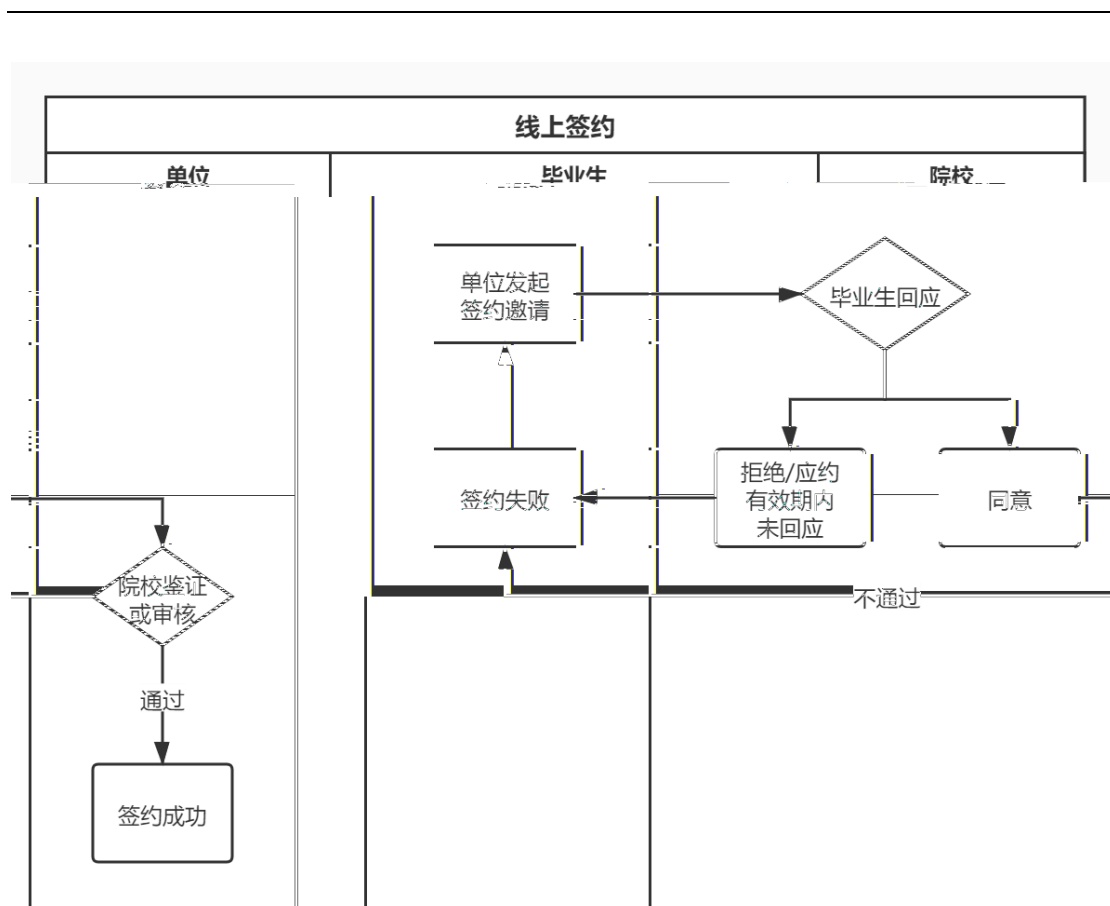 线上签约
单位
毕业生
院校
单位发起
签约邀请
毕业生回应
签约失败
拒绝/应约
有效期内
未回应
同意
院校鉴证
或审核
不通过
通过
签约成功